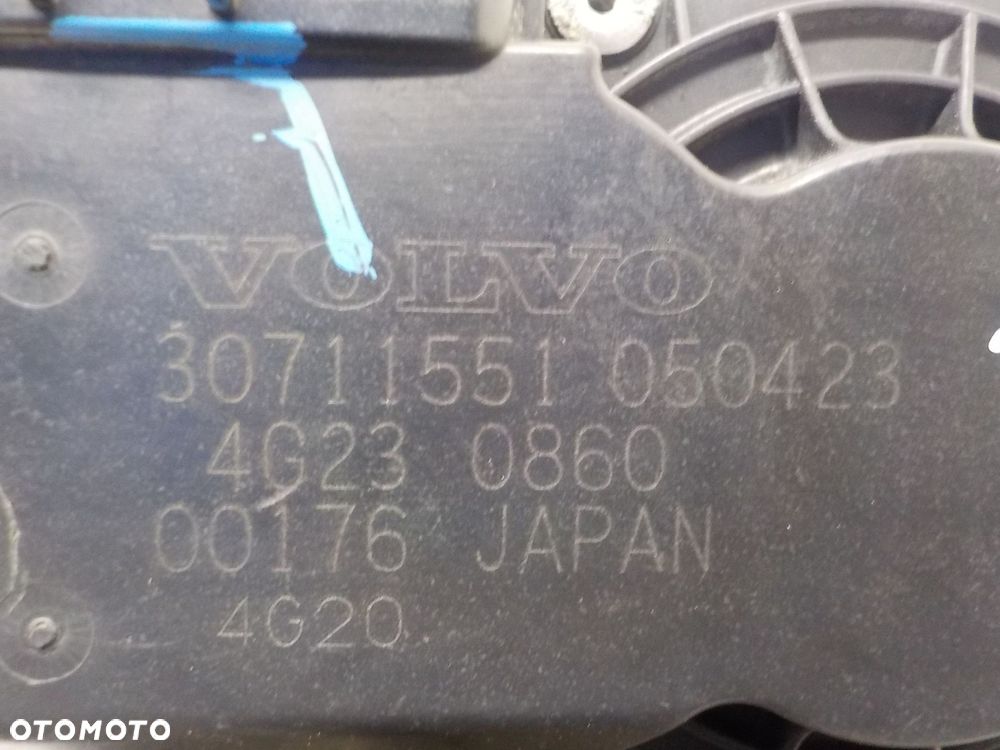 VOLVO
30711551 050423
4G23 0860
00176 JAPAN
4G20
OTOMOTO